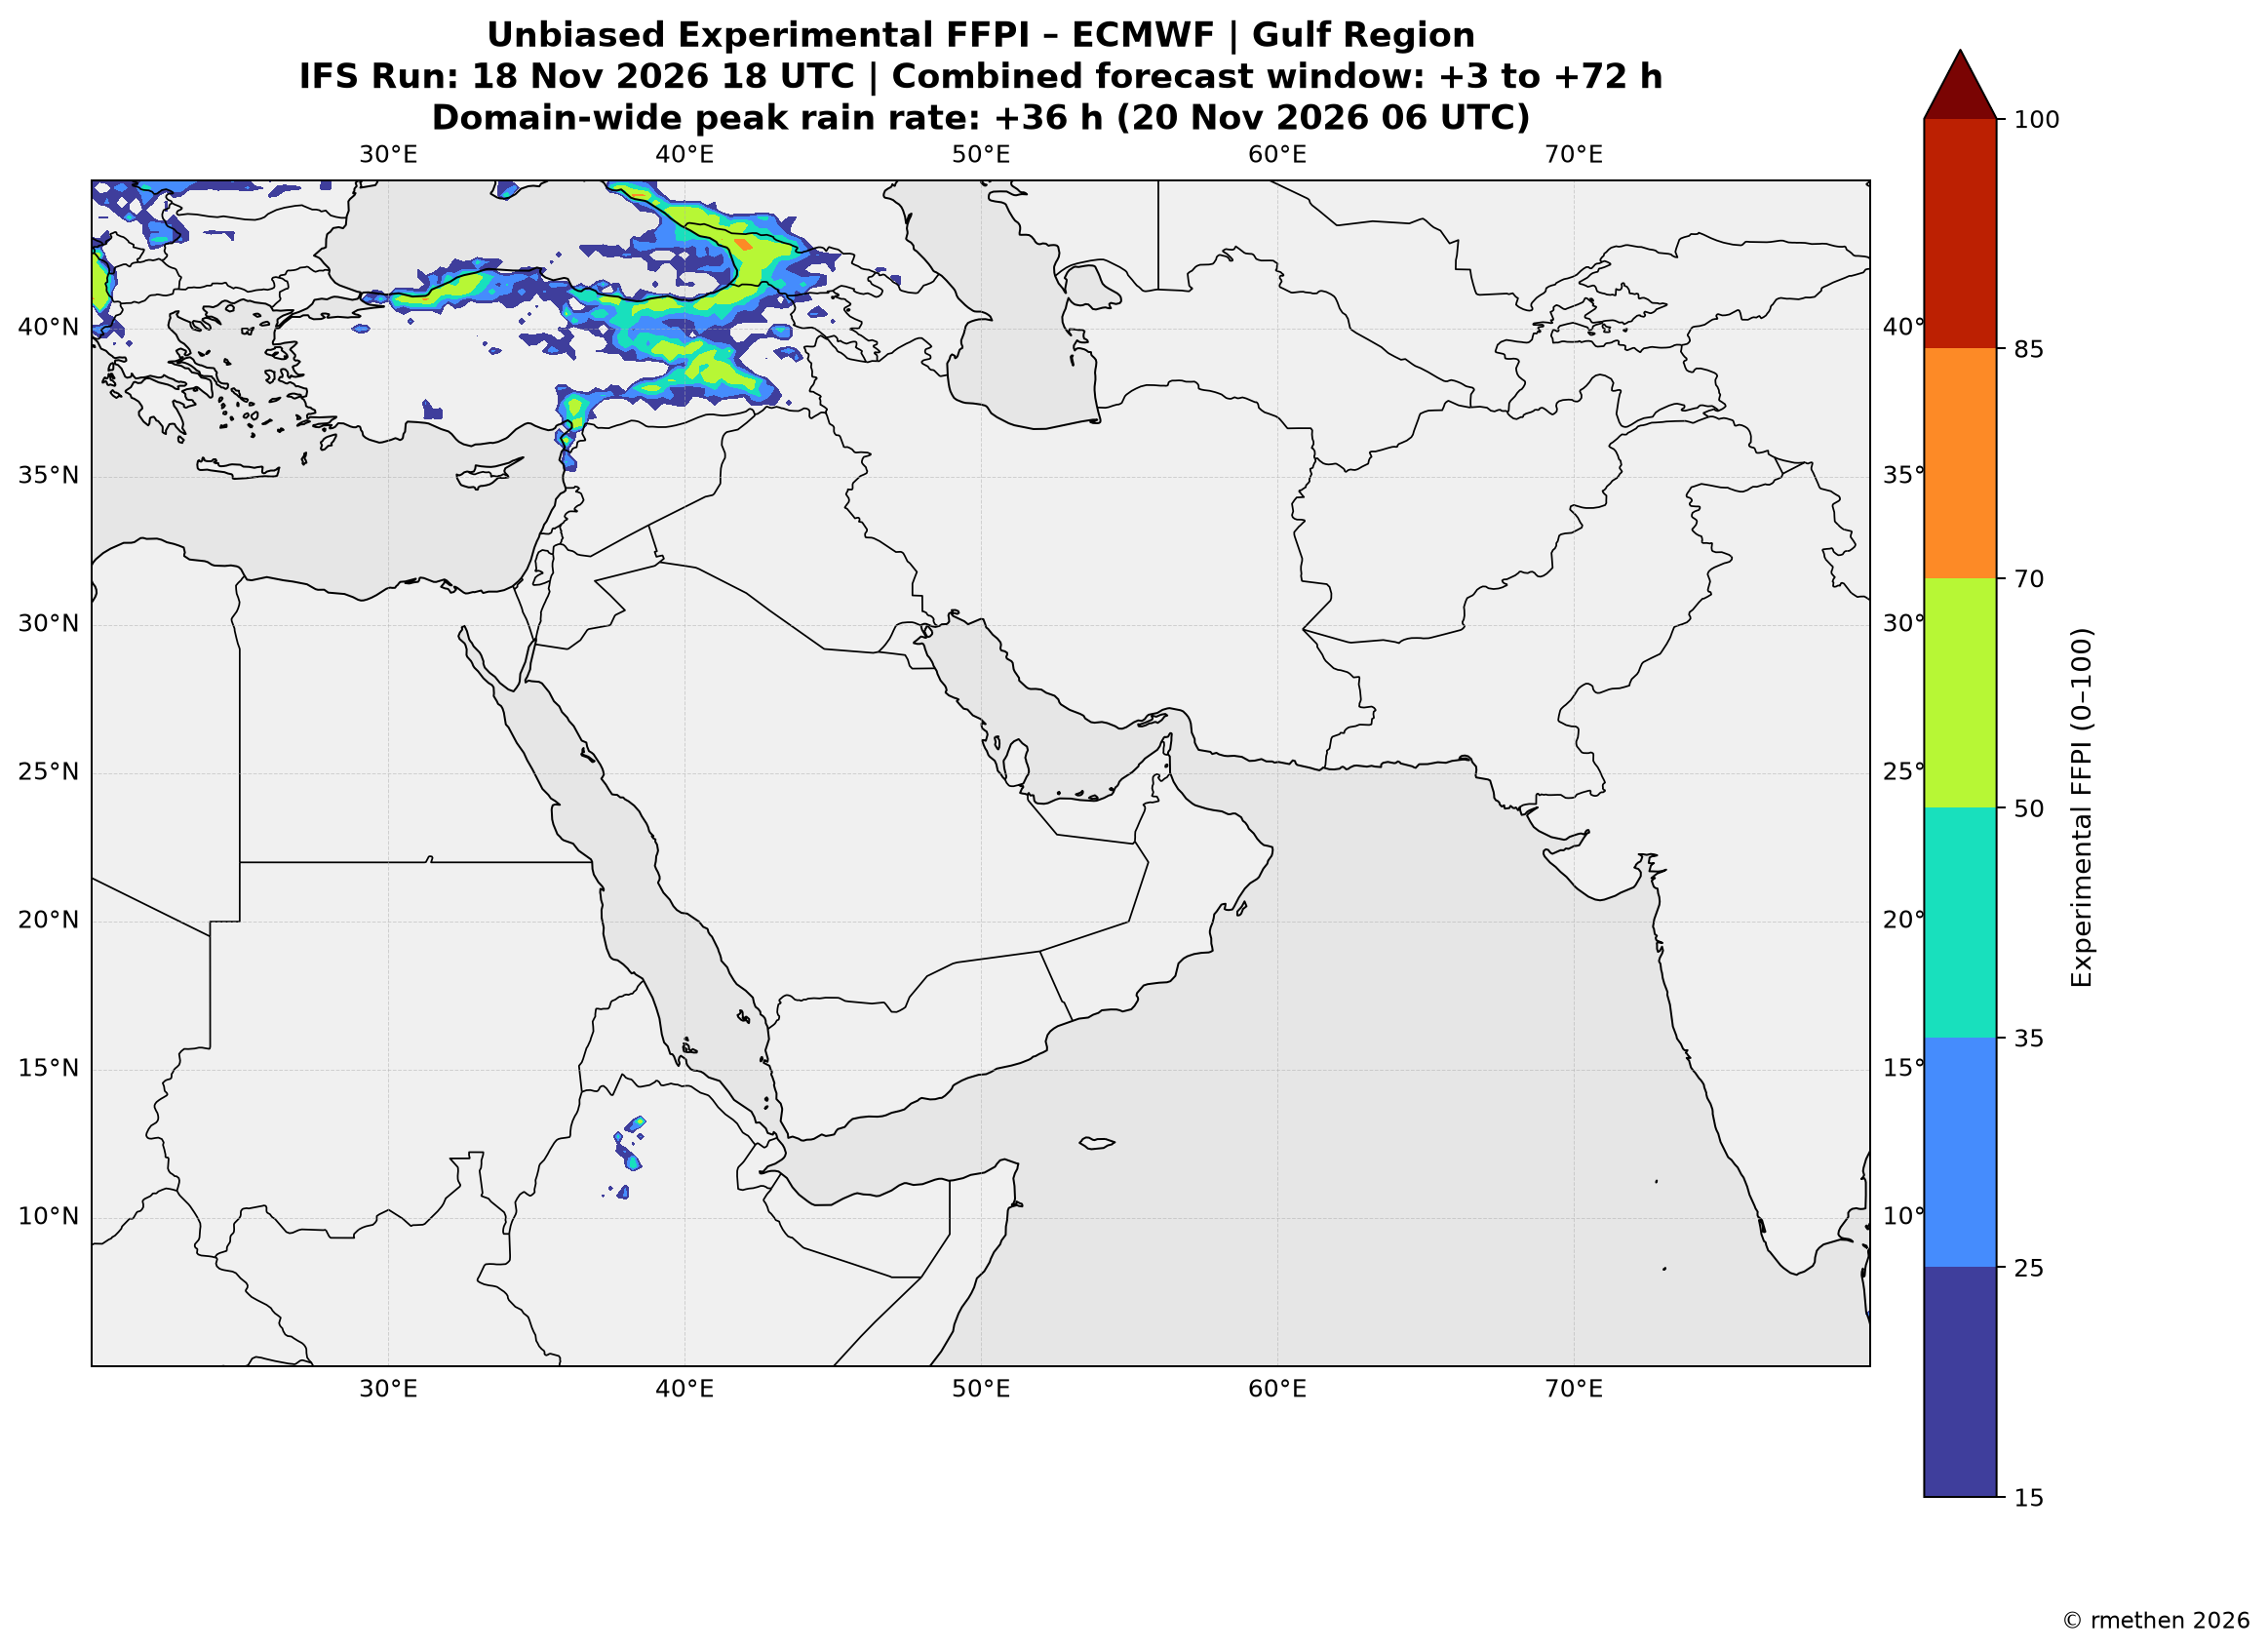 Unbiased Experimental FFPI – ECMWF | Gulf Region
IFS Run: 18 Nov 2026 18 UTC | Combined forecast window: +3 to +72 h
Domain-wide peak rain rate: +36 h (20 Nov 2026 06 UTC)
30°E 40°E 50°E 60°E 70°E
40°N 40°
35°N 35°
30°N 30°
25°N 25°
20°N 20°
15°N 15°
10°N 10°
30°E 40°E 50°E 60°E 70°E
100
85
70
50
35
25
15
Experimental FFPI (0–100)
© rmethen 2026